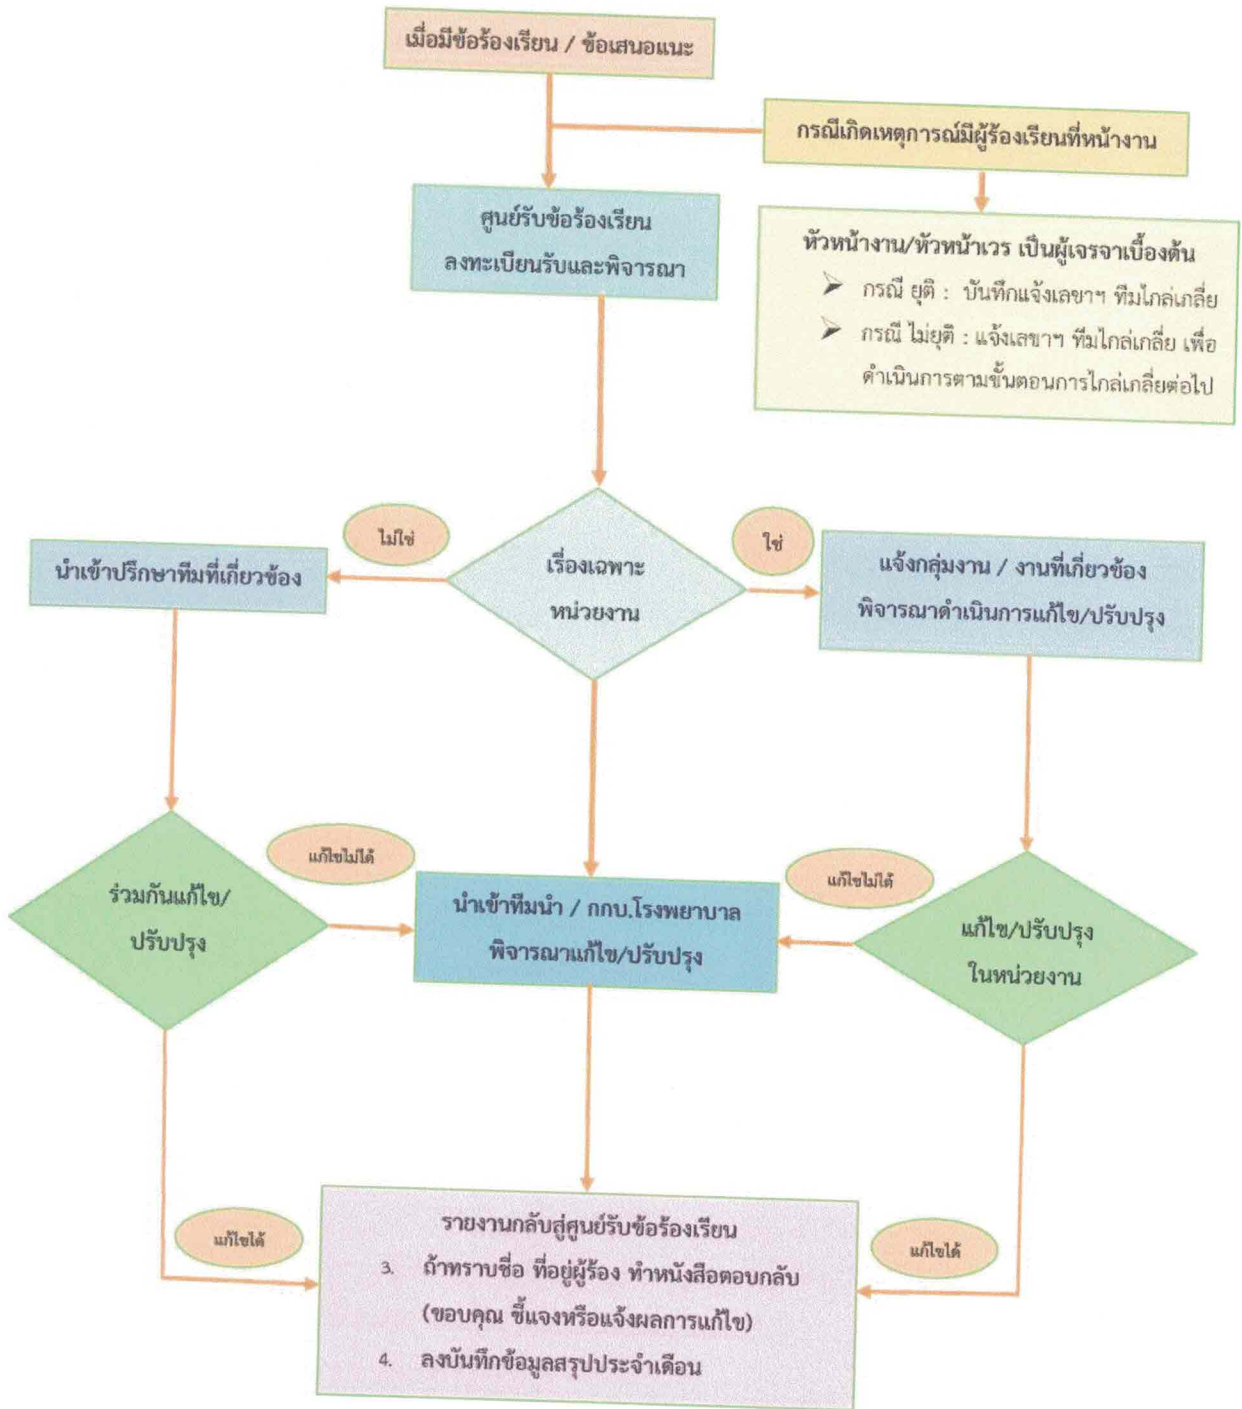 เมื่อมีข้อร้องเรียน / ข้อเสนอแนะ
กรณีเกิดเหตุการณ์มีผู้ร้องเรียนที่หน้างาน
ศูนย์รับข้อร้องเรียน
ลงทะเบียนรับและพิจารณา
หัวหน้างาน/หัวหน้าเวร เป็นผู้เจรจาเบื้องต้น
➤ กรณี ยุติ : บันทึกแจ้งเลขาฯ ทีมไกล่เกลี่ย
➤ กรณี ไม่ยุติ : แจ้งเลขาฯ ทีมไกล่เกลี่ย เพื่อ
ดำเนินการตามขั้นตอนการไกล่เกลี่ยต่อไป
ไม่ใช่
ใช่
นำเข้าปรึกษาทีมที่เกี่ยวข้อง
เรื่องเฉพาะ
หน่วยงาน
แจ้งกลุ่มงาน / งานที่เกี่ยวข้อง
พิจารณาดำเนินการแก้ไข/ปรับปรุง
แก้ไขไม่ได้
แก้ไขไม่ได้
ร่วมกันแก้ไข/
ปรับปรุง
นำเข้าทีมนำ / กกบ.โรงพยาบาล
พิจารณาแก้ไข/ปรับปรุง
แก้ไข/ปรับปรุง
ในหน่วยงาน
แก้ไขได้
แก้ไขได้
รายงานกลับสู่ศูนย์รับข้อร้องเรียน
3. ถ้าทราบชื่อ ที่อยู่ผู้ร้อง ทำหนังสือตอบกลับ
(ขอบคุณ ชี้แจงหรือแจ้งผลการแก้ไข)
4. ลงบันทึกข้อมูลสรุปประจำเดือน